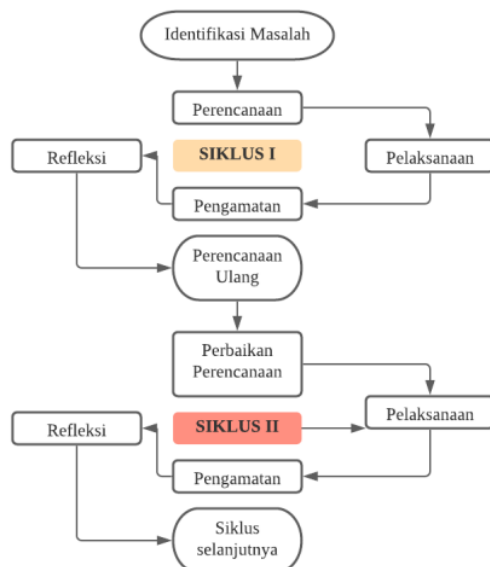 Identifikasi Masalah
Perencanaan
Refleksi
SIKLUS I
Pelaksanaan
Pengamatan
Perencanaan
Ulang
Perbaikan
Perencanaan
Refleksi
SIKLUS II
Pelaksanaan
Pengamatan
Siklus
selanjutnya